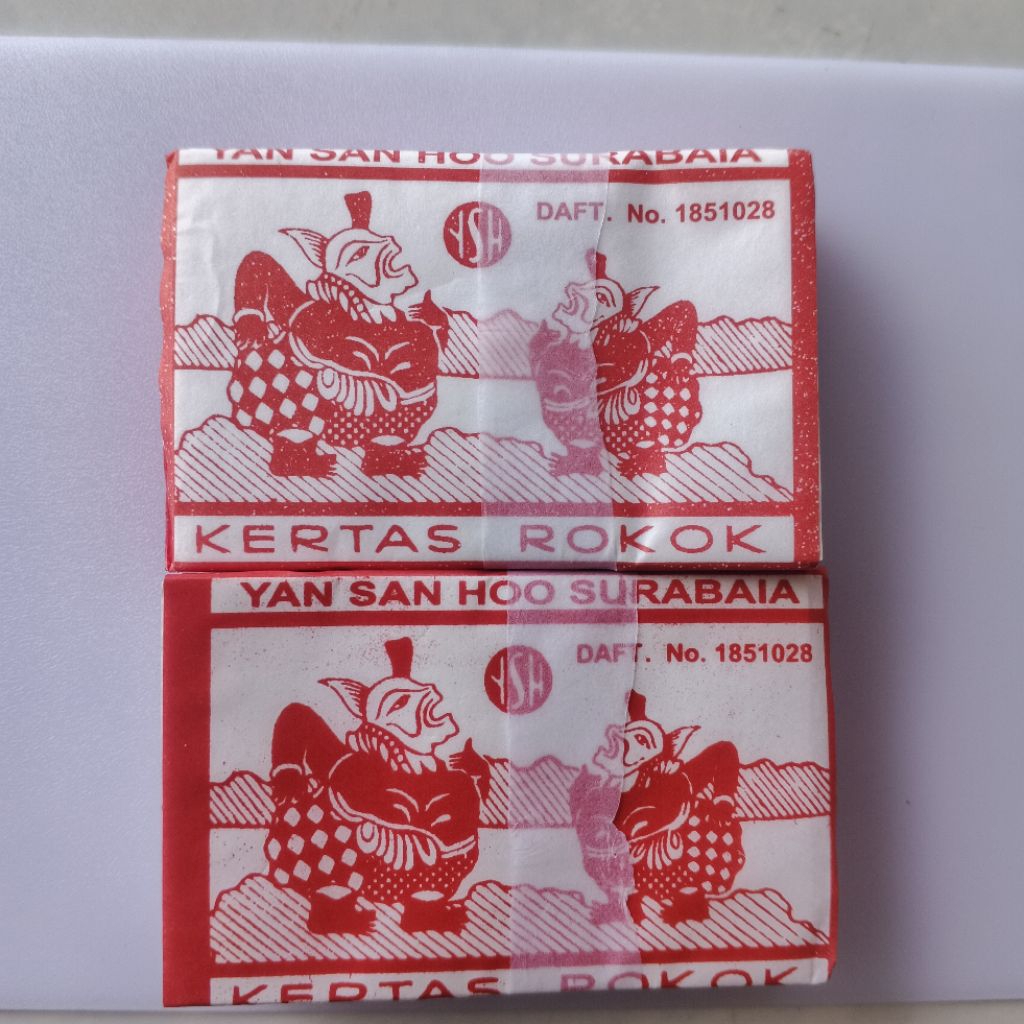 YAN SAN HOO SURABAIA
YSH
DAFT. No. 1851028
KERTAS ROKOK
YAN SAN HOO SURABAIA
YSH
DAFT. No. 1851028
KERTAS ROKOK